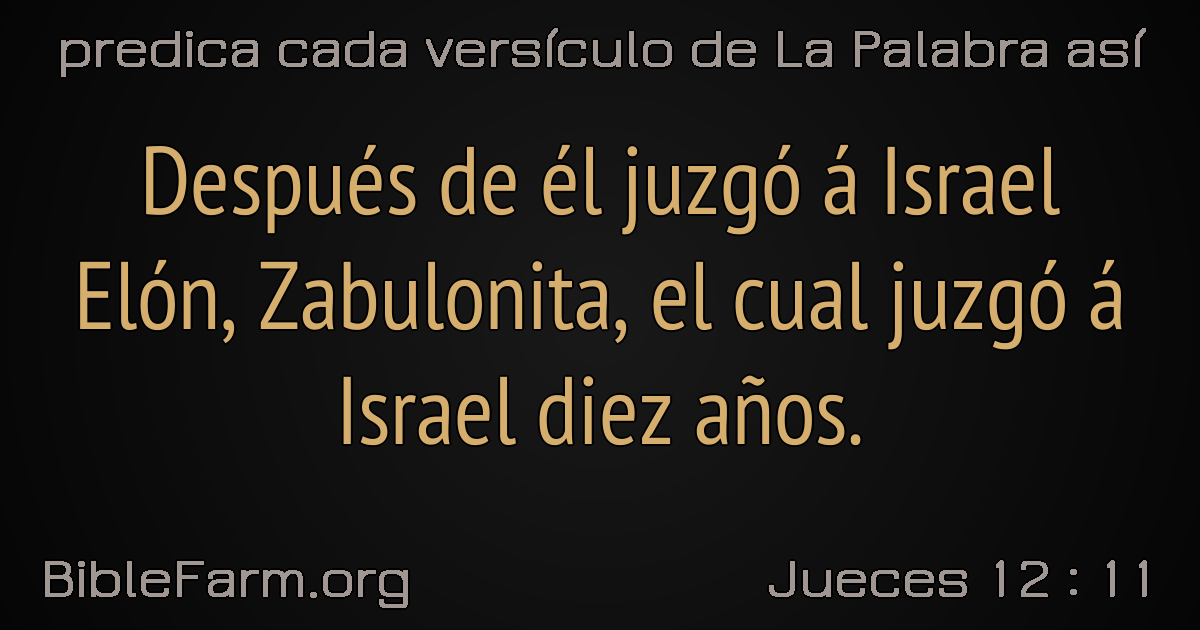 predica cada versículo de La Palabra así
Después de él juzgó á Israel
Elón, Zabulonita, el cual juzgó á
Israel diez años.
BibleFarm.org
Jueces 12 : 11